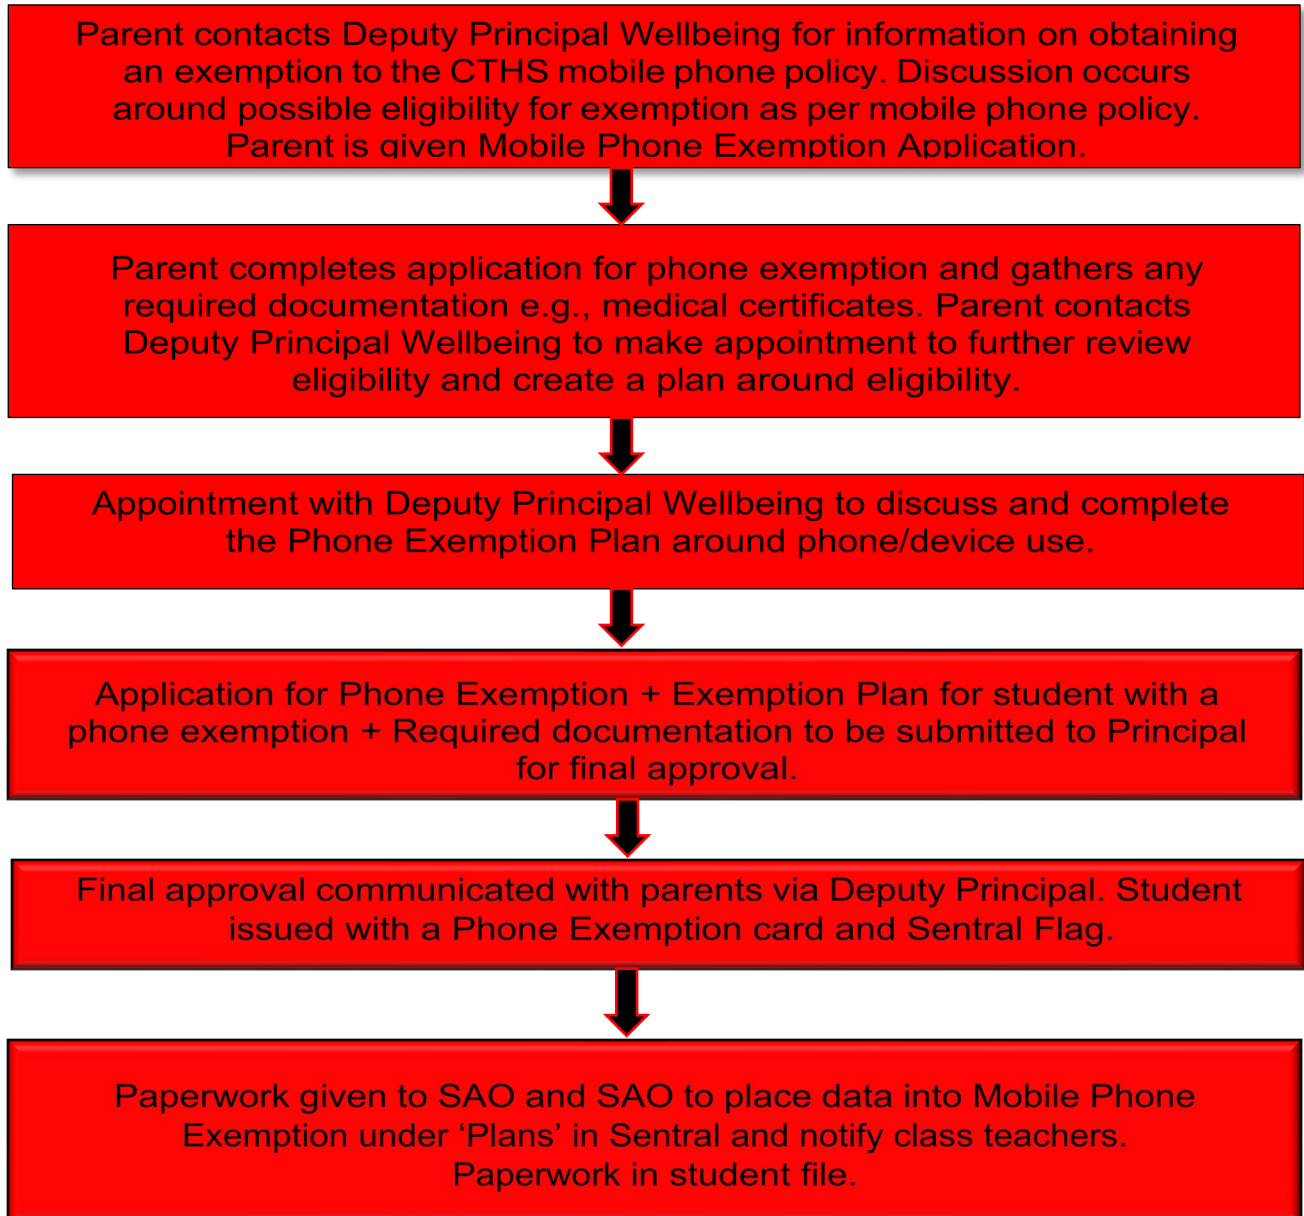 Parent contacts Deputy Principal Wellbeing for information on obtaining
an exemption to the CTHS mobile phone policy. Discussion occurs
around possible eligibility for exemption as per mobile phone policy.
Parent is given Mobile Phone Exemption Application.
Parent completes application for phone exemption and gathers any
required documentation e.g., medical certificates. Parent contacts
Deputy Principal Wellbeing to make appointment to further review
eligibility and create a plan around eligibility.
Appointment with Deputy Principal Wellbeing to discuss and complete
the Phone Exemption Plan around phone/device use.
Application for Phone Exemption + Exemption Plan for student with a
phone exemption + Required documentation to be submitted to Principal
for final approval.
Final approval communicated with parents via Deputy Principal. Student
issued with a Phone Exemption card and Sentral Flag.
Paperwork given to SAO and SAO to place data into Mobile Phone
Exemption under ‘Plans’ in Sentral and notify class teachers.
Paperwork in student file.